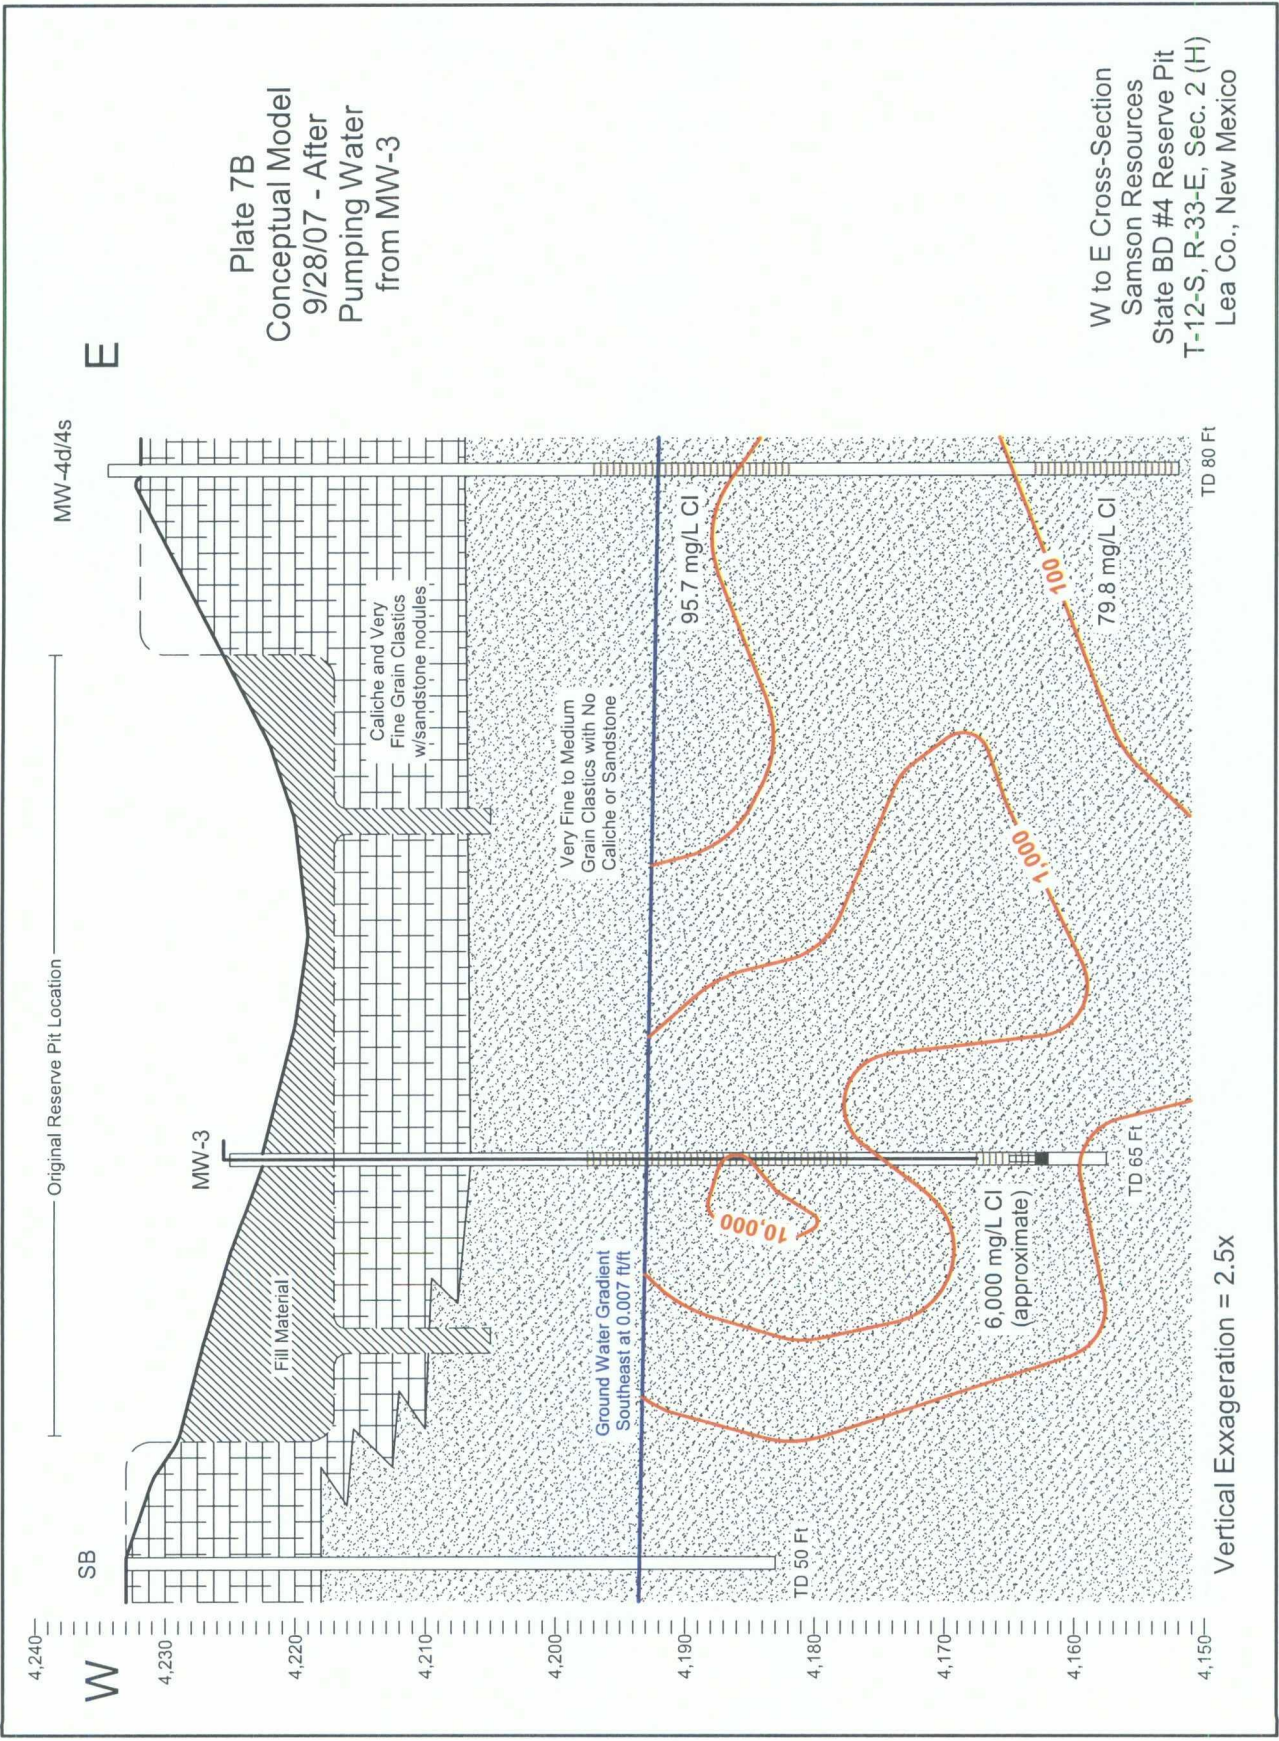 Plate 7B
Conceptual Model
9/28/07 - After
Pumping Water
from MW-3
W
E
SB
MW-3
MW-4d/4s
Original Reserve Pit Location
4,240
4,230
4,220
4,210
4,200
4,190
4,180
4,170
4,160
4,150
Fill Material
Caliche and Very
Fine Grain Clastics
w/sandstone nodules
Very Fine to Medium
Grain Clastics with No
Caliche or Sandstone
Ground Water Gradient
Southeast at 0.007 ft/ft
95.7 mg/L Cl
10,000
1,000
100
79.8 mg/L Cl
6,000 mg/L Cl
(approximate)
TD 50 Ft
TD 65 Ft
TD 80 Ft
Vertical Exxageration = 2.5x
W to E Cross-Section
Samson Resources
State BD #4 Reserve Pit
T-12-S, R-33-E, Sec. 2 (H)
Lea Co., New Mexico